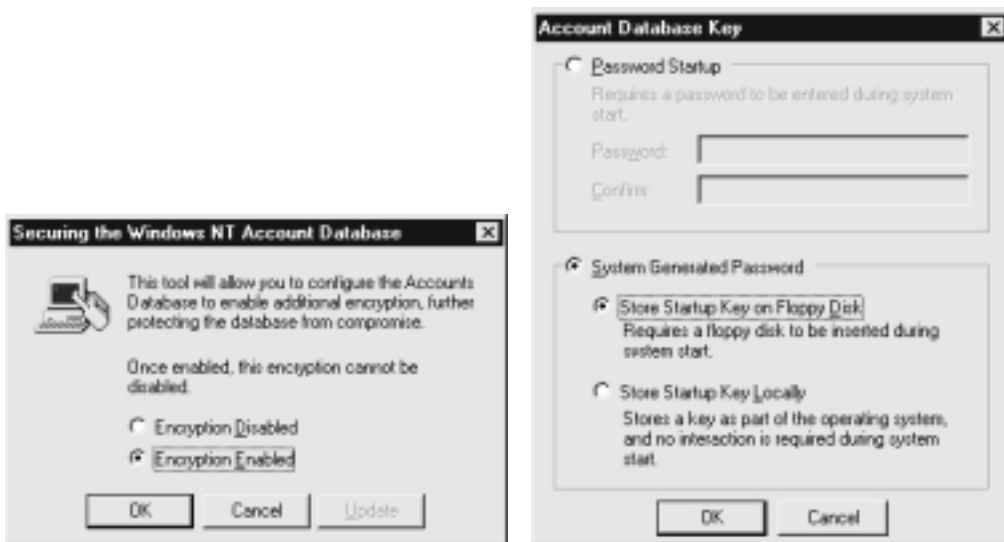 Securing the Windows NT Account Database
This tool will allow you to configure the Accounts
Database to enable additional encryption, further
protecting the database from compromise.
Once enabled, this encryption cannot be
disabled.
Encryption Disabled
Encryption Enabled
OK
Cancel
Update
Account Database Key
Password Startup
Requires a password to be entered during system
start.
Password:
Confirm:
System Generated Password
Store Startup Key on Floppy Disk
Requires a floppy disk to be inserted during
system start.
Store Startup Key Locally
Stores a key as part of the operating system,
and no interaction is required during system
start.
OK
Cancel